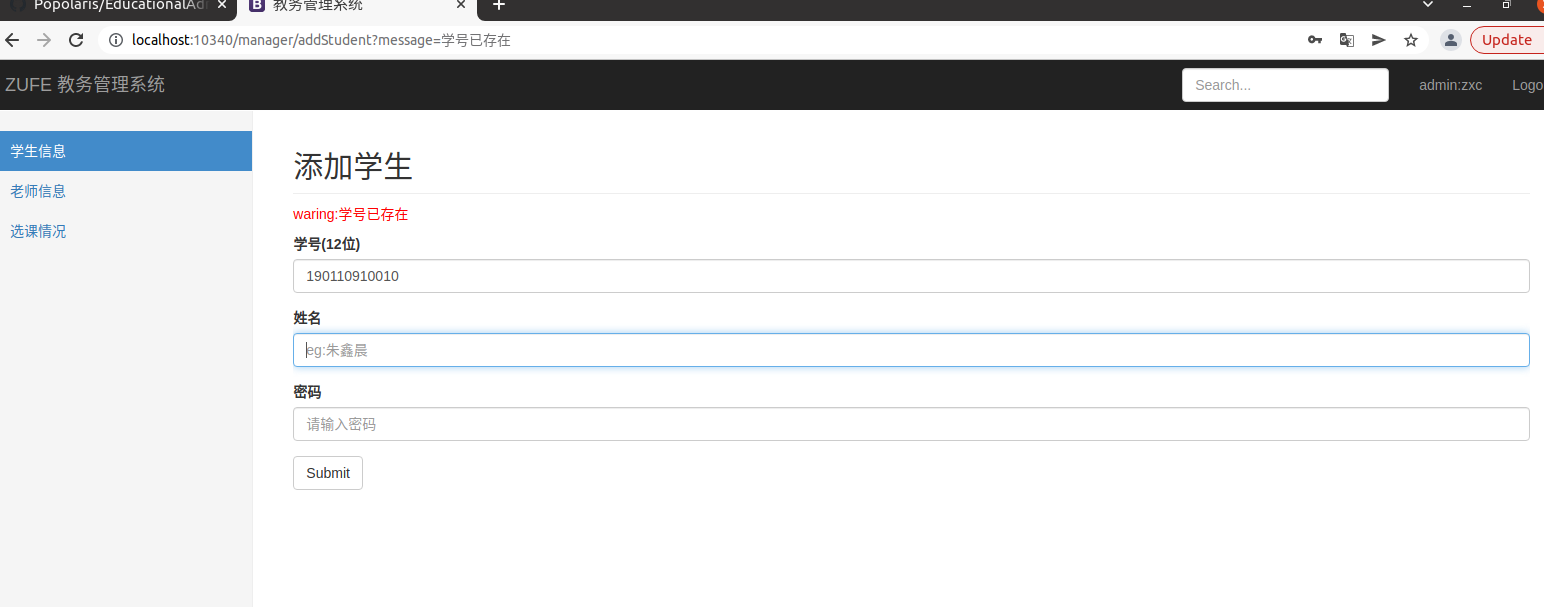 Popolaris/EducationalAd
教务管理系统
localhost:10340/manager/addStudent?message=学号已存在
Update
ZUFE 教务管理系统
Search...
admin:zxc
Logo
学生信息
老师信息
选课情况
添加学生
waring:学号已存在
学号(12位)
190110910010
姓名
eg:朱鑫晨
密码
请输入密码
Submit